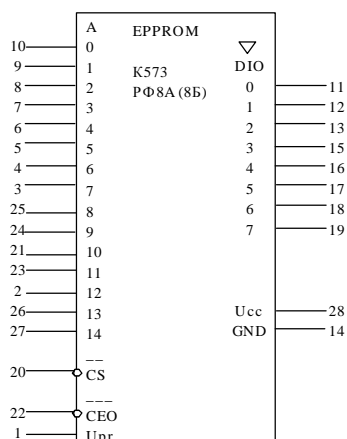 A EPPROM
10 0
9 1 К573 DIO
8 2 РФ8А (8Б) 0 11
7 3 1 12
6 4 2 13
5 5 3 15
4 6 4 16
3 7 5 17
25 8 6 18
24 9 7 19
21 10
23 11
2 12 Ucc 28
26 13 GND 14
27 14
20 CS
22 CEO
1 Upr